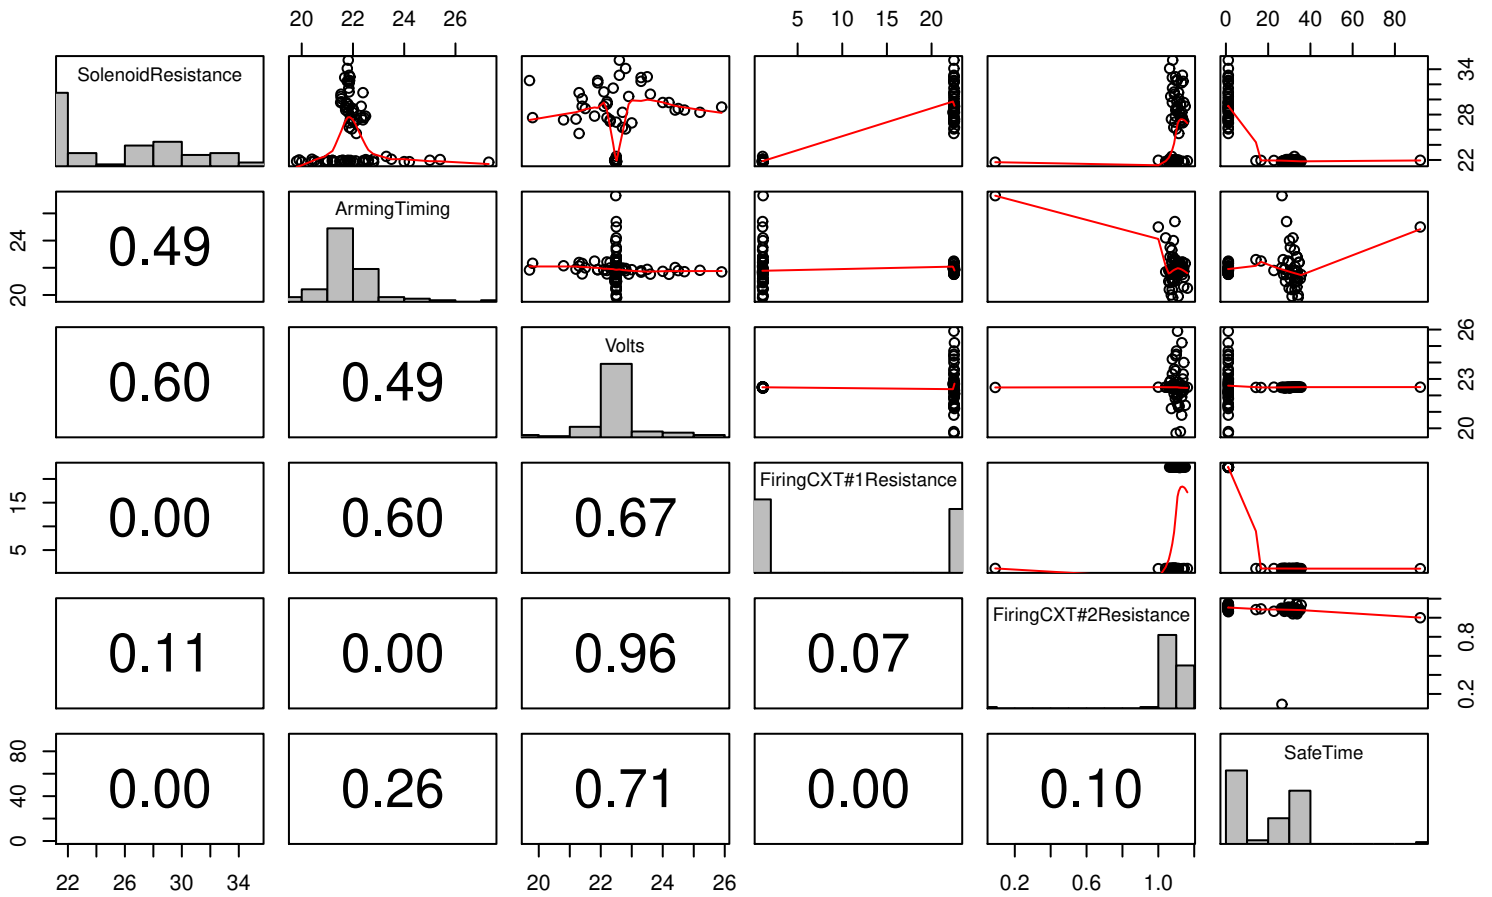 20 22 24 26 5 10 15 20 0 20 40 60 80
SolenoidResistance 22 28 34
20 24 0.49 ArmingTiming
0.60 0.49 Volts 20 23 26
5 15 0.00 0.60 0.67 FiringCXT#1Resistance
0.11 0.00 0.96 0.07 FiringCXT#2Resistance 0.2 0.8
0 40 80 0.00 0.26 0.71 0.00 0.10 SafeTime
22 26 30 34 20 22 24 26 0.2 0.6 1.0